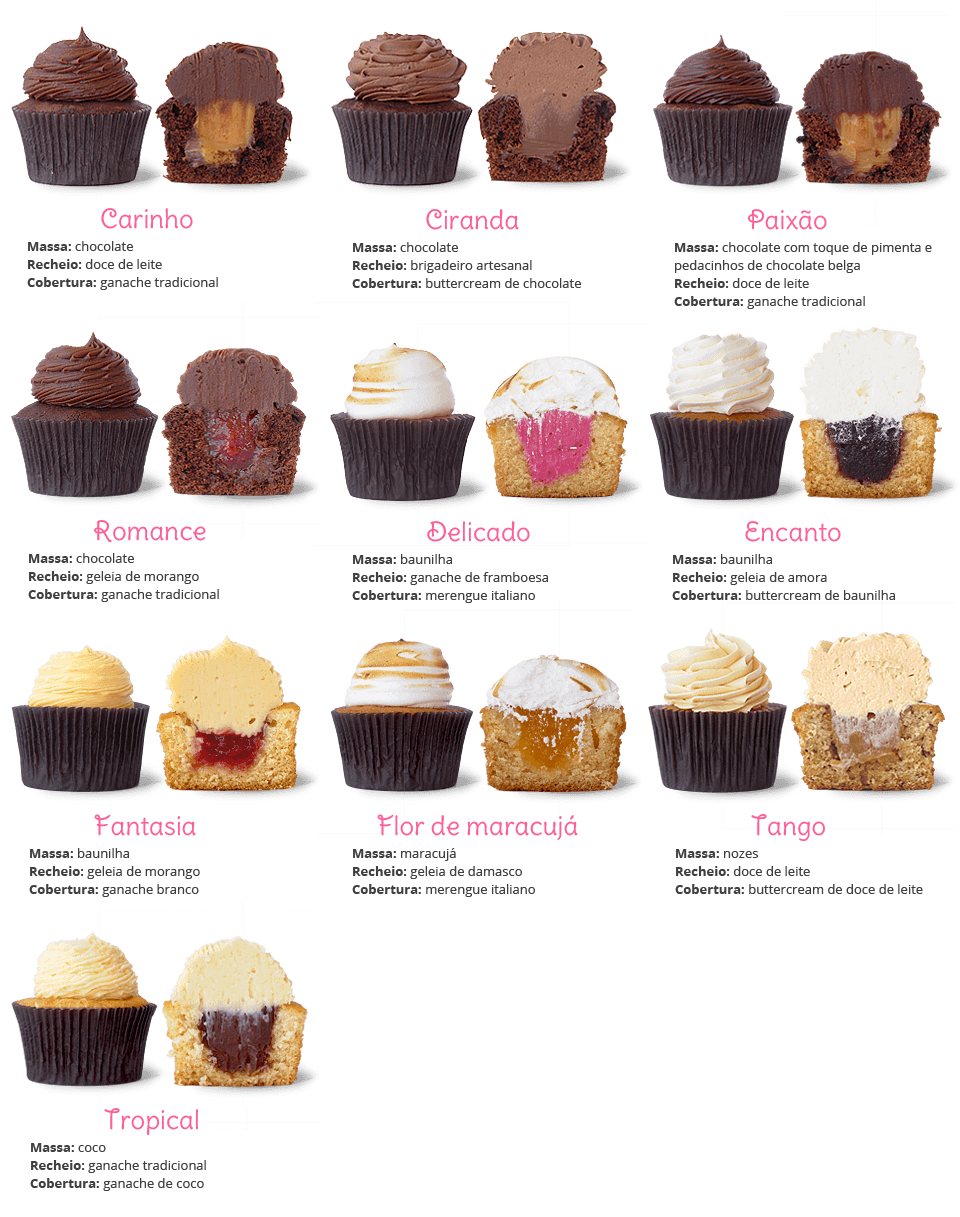 Carinho
Massa: chocolate
Recheio: doce de leite
Cobertura: ganache tradicional
Ciranda
Massa: chocolate
Recheio: brigadeiro artesanal
Cobertura: buttercream de chocolate
Paixão
Massa: chocolate com toque de pimenta e
pedacinhos de chocolate belga
Recheio: doce de leite
Cobertura: ganache tradicional
Romance
Massa: chocolate
Recheio: geleia de morango
Cobertura: ganache tradicional
Delicado
Massa: baunilha
Recheio: ganache de framboesa
Cobertura: merengue italiano
Encanto
Massa: baunilha
Recheio: geleia de amora
Cobertura: buttercream de baunilha
Fantasia
Massa: baunilha
Recheio: geleia de morango
Cobertura: ganache branco
Flor de maracujá
Massa: maracujá
Recheio: geleia de damasco
Cobertura: merengue italiano
Tango
Massa: nozes
Recheio: doce de leite
Cobertura: buttercream de doce de leite
Tropical
Massa: coco
Recheio: ganache tradicional
Cobertura: ganache de coco